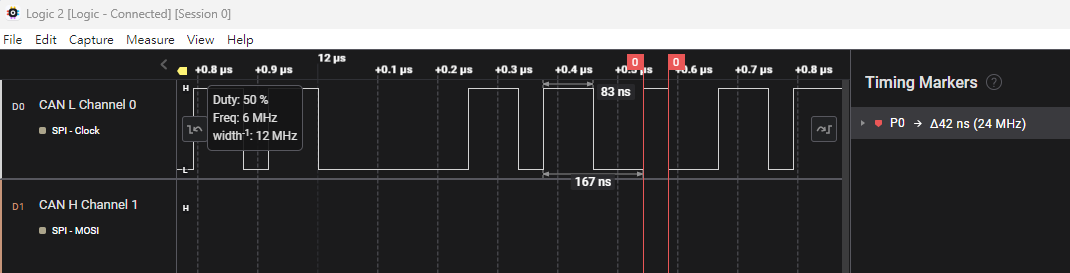 Logic 2 [Logic - Connected] [Session 0]
File Edit Capture Measure View Help
12 µs
+0.8 µs +0.9 µs +0.1 µs +0.2 µs +0.3 µs +0.4 µs +0.5 µs +0.6 µs +0.7 µs +0.8 µs
0 0
Timing Markers ?
D0 CAN L Channel 0
SPI - Clock
H
L
Duty: 50 %
Freq: 6 MHz
width-1: 12 MHz
83 ns
167 ns
P0 → Δ42 ns (24 MHz)
D1 CAN H Channel 1
SPI - MOSI
H